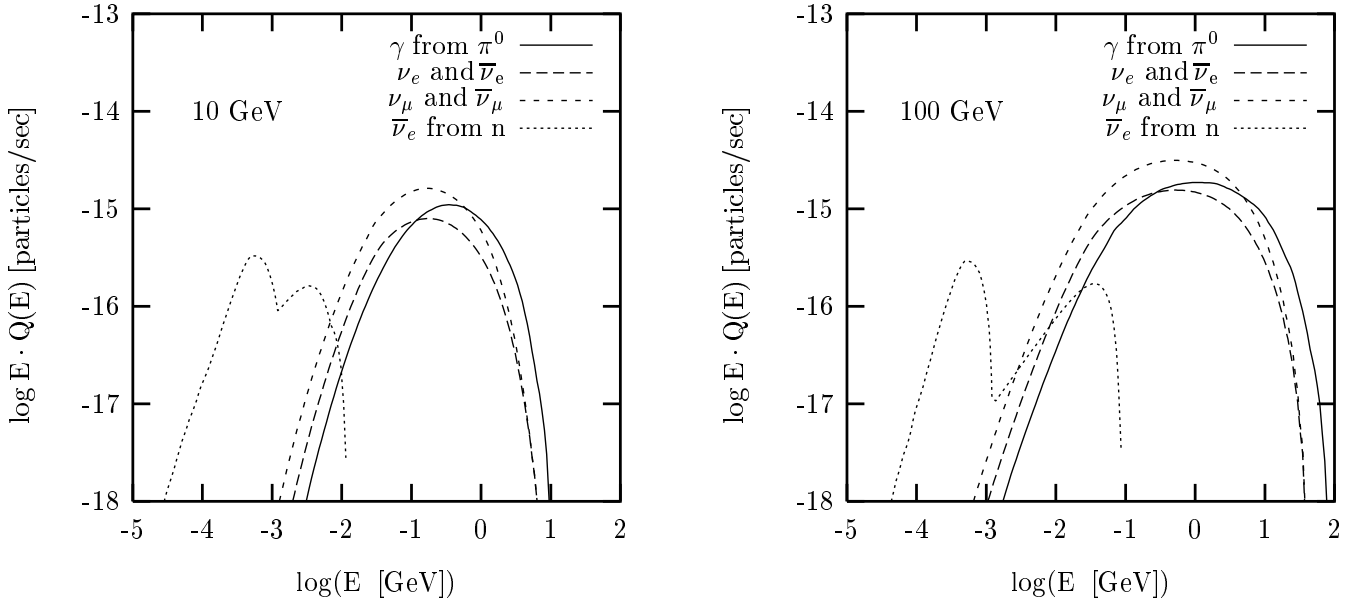 -13
-14
-15
-16
-17
-18
-5 -4 -3 -2 -1 0 1 2
log E · Q(E) [particles/sec]
log(E [GeV])
10 GeV
γ from π⁰
νₑ and ν̅ₑ
ν_μ and ν̅_μ
ν̅ₑ from n
-13
-14
-15
-16
-17
-18
-5 -4 -3 -2 -1 0 1 2
log E · Q(E) [particles/sec]
log(E [GeV])
100 GeV
γ from π⁰
νₑ and ν̅ₑ
ν_μ and ν̅_μ
ν̅ₑ from n